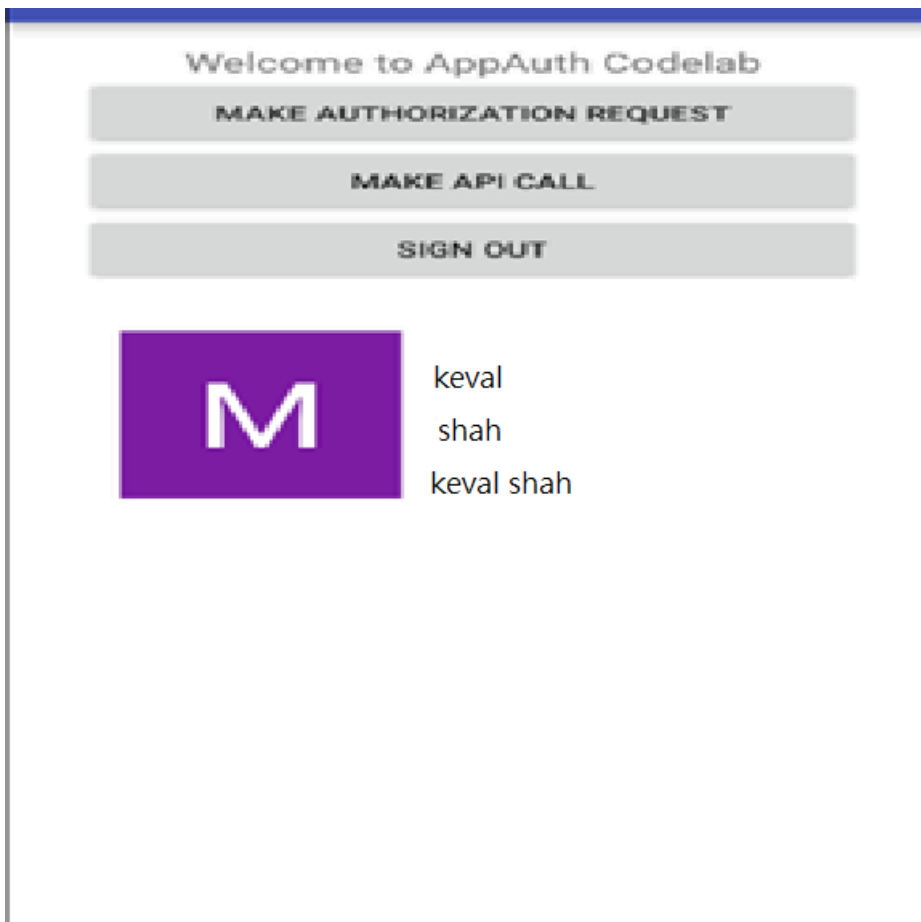 Welcome to AppAuth Codelab
MAKE AUTHORIZATION REQUEST
MAKE API CALL
SIGN OUT
M
keval
shah
keval shah